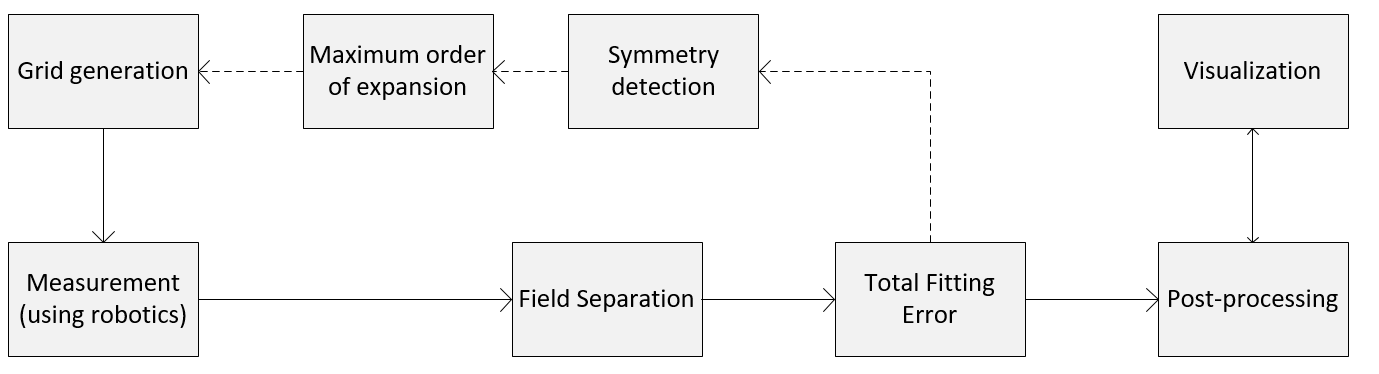 Grid generation
Maximum order
of expansion
Symmetry
detection
Visualization
Measurement
(using robotics)
Field Separation
Total Fitting
Error
Post-processing